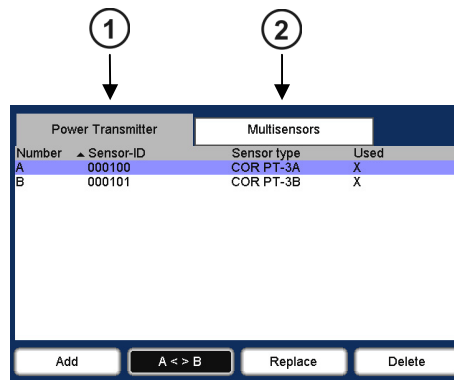 1 2
Power Transmitter Multisensors
Number ▲ Sensor-ID Sensor type Used
A 000100 COR PT-3A X
B 000101 COR PT-3B X
Add A < > B Replace Delete